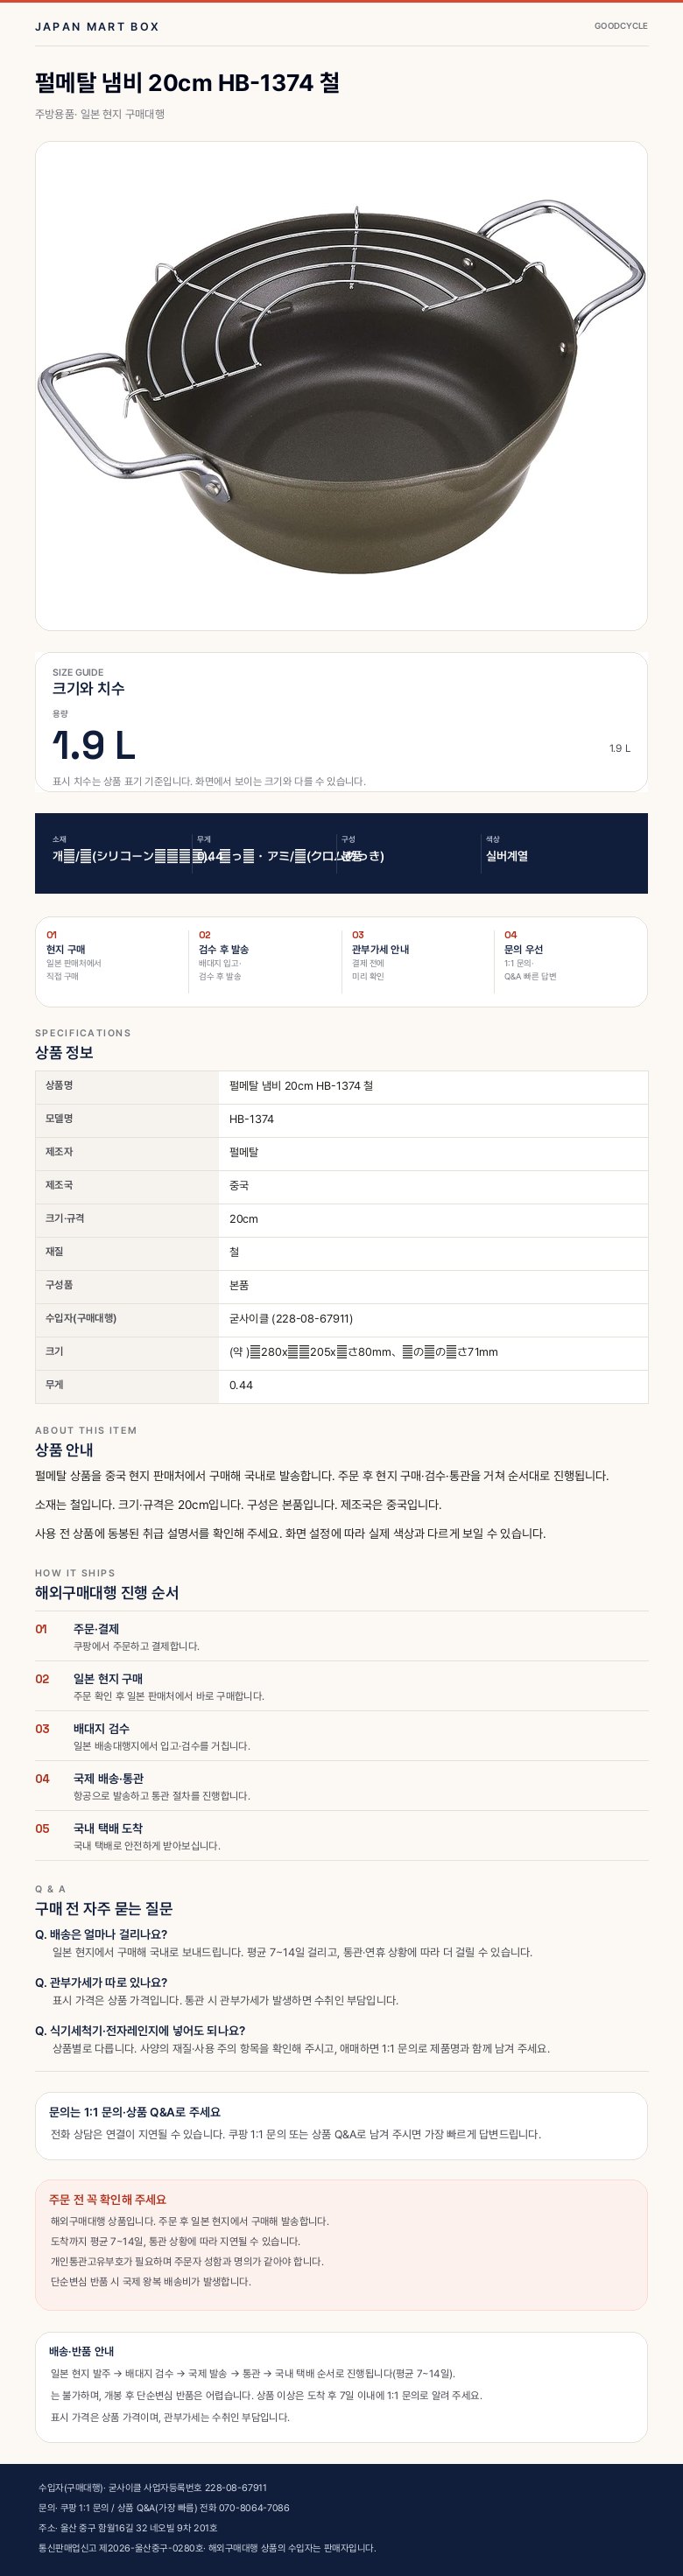 JAPAN MART BOX
GOODCYCLE
펄메탈 냄비 20cm HB-1374 철
주방용품· 일본 현지 구매대행
SIZE GUIDE
크기와 치수
용량
1.9 L
1.9 L
표시 치수는 상품 표기 기준입니다. 화면에서 보이는 크기와 다를 수 있습니다.
소재
무게
구성
색상
0.44
본품
실버계열
01
현지 구매
일본 판매처에서
직접 구매
02
검수 후 발송
배대지 입고·
검수 후 발송
03
관부가세 안내
결제 전에
미리 확인
04
문의 우선
1:1 문의·
Q&A 빠른 답변
SPECIFICATIONS
상품 정보
상품명 펄메탈 냄비 20cm HB-1374 철
모델명 HB-1374
제조자 펄메탈
제조국 중국
크기·규격 20cm
재질 철
구성품 본품
수입자(구매대행) 굳사이클 (228-08-67911)
크기 (약 )280x205xさ80mm、ののさ71mm
무게 0.44
ABOUT THIS ITEM
상품 안내
펄메탈 상품을 중국 현지 판매처에서 구매해 국내로 발송합니다. 주문 후 현지 구매·검수·통관을 거쳐 순서대로 진행됩니다.
소재는 철입니다. 크기·규격은 20cm입니다. 구성은 본품입니다. 제조국은 중국입니다.
사용 전 상품에 동봉된 취급 설명서를 확인해 주세요. 화면 설정에 따라 실제 색상과 다르게 보일 수 있습니다.
HOW IT SHIPS
해외구매대행 진행 순서
01 주문·결제
쿠팡에서 주문하고 결제합니다.
02 일본 현지 구매
주문 확인 후 일본 판매처에서 바로 구매합니다.
03 배대지 검수
일본 배송대행지에서 입고·검수를 거칩니다.
04 국제 배송·통관
항공으로 발송하고 통관 절차를 진행합니다.
05 국내 택배 도착
국내 택배로 안전하게 받아보십니다.
Q & A
구매 전 자주 묻는 질문
Q. 배송은 얼마나 걸리나요?
일본 현지에서 구매해 국내로 보내드립니다. 평균 7~14일 걸리고, 통관·연휴 상황에 따라 더 걸릴 수 있습니다.
Q. 관부가세가 따로 있나요?
표시 가격은 상품 가격입니다. 통관 시 관부가세가 발생하면 수취인 부담입니다.
Q. 식기세척기·전자레인지에 넣어도 되나요?
상품별로 다릅니다. 사양의 재질·사용 주의 항목을 확인해 주시고, 애매하면 1:1 문의로 제품명과 함께 남겨 주세요.
문의는 1:1 문의·상품 Q&A로 주세요
전화 상담은 연결이 지연될 수 있습니다. 쿠팡 1:1 문의 또는 상품 Q&A로 남겨 주시면 가장 빠르게 답변드립니다.
주문 전 꼭 확인해 주세요
해외구매대행 상품입니다. 주문 후 일본 현지에서 구매해 발송합니다.
도착까지 평균 7~14일, 통관 상황에 따라 지연될 수 있습니다.
개인통관고유부호가 필요하며 주문자 성함과 명의가 같아야 합니다.
단순변심 반품 시 국제 왕복 배송비가 발생합니다.
배송·반품 안내
일본 현지 발주 → 배대지 검수 → 국제 발송 → 통관 → 국내 택배 순서로 진행됩니다(평균 7~14일).
는 불가하며, 개봉 후 단순변심 반품은 어렵습니다. 상품 이상은 도착 후 7일 이내에 1:1 문의로 알려 주세요.
표시 가격은 상품 가격이며, 관부가세는 수취인 부담입니다.
수입자(구매대행)· 굳사이클 사업자등록번호 228-08-67911
문의· 쿠팡 1:1 문의 / 상품 Q&A(가장 빠름) 전화 070-8064-7086
주소· 울산 중구 함월16길 32 네오빌 9차 201호
통신판매업신고 제2026-울산중구-0280호· 해외구매대행 상품의 수입자는 판매자입니다.